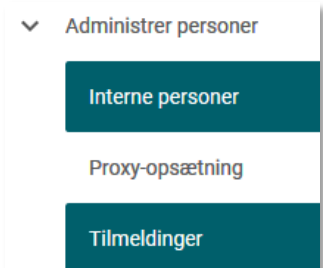 Administrer personer
Interne personer
Proxy-opsætning
Tilmeldinger